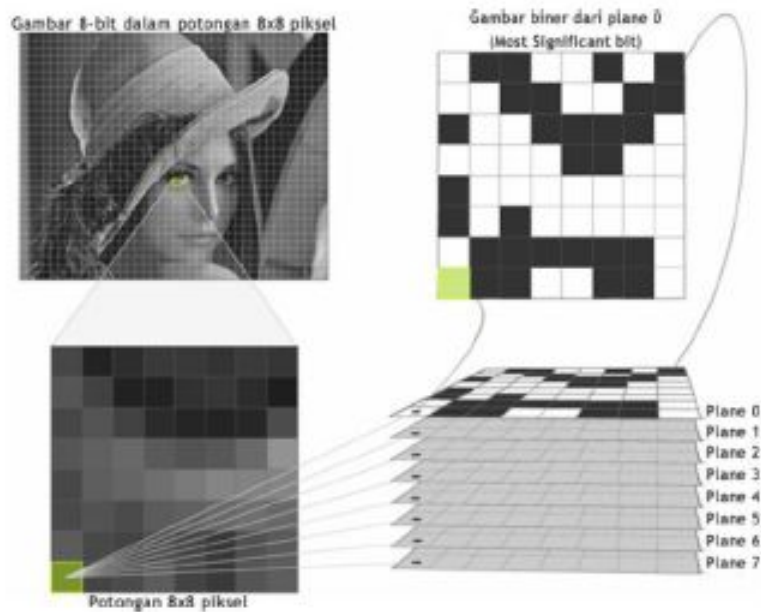 Gambar 8-bit dalam potongan 8x8 piksel
Gambar biner dari plane 0
(Most Significant bit)
Plane 0
Plane 1
Plane 2
Plane 3
Plane 4
Plane 5
Plane 6
Plane 7
Potongan 8x8 piksel